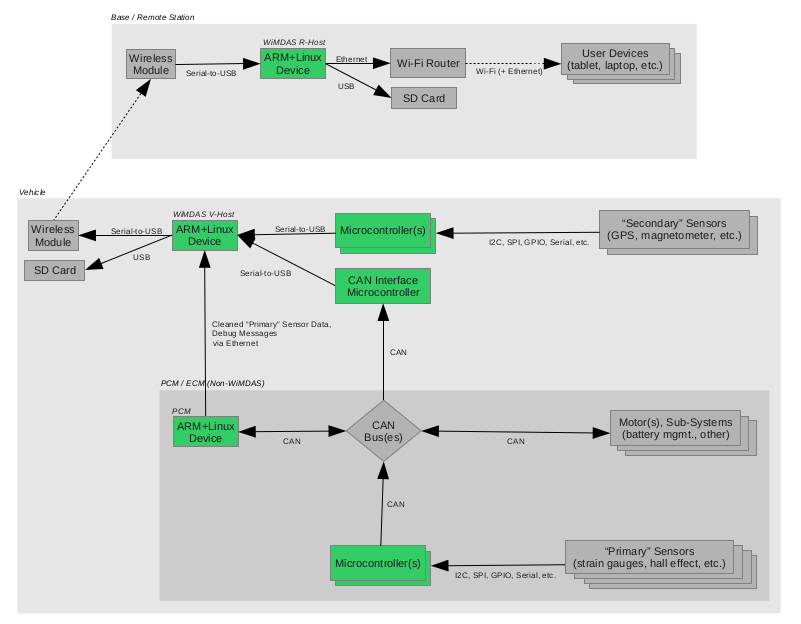 Base / Remote Station
WiMDAS R-Host
Wireless
Module
Serial-to-USB
ARM+Linux
Device
Ethernet
USB
Wi-Fi Router
SD Card
Wi-Fi (+ Ethernet)
User Devices
(tablet, laptop, etc.)
Vehicle
WiMDAS V-Host
Wireless
Module
Serial-to-USB
SD Card
USB
ARM+Linux
Device
Serial-to-USB
Microcontroller(s)
I2C, SPI, GPIO, Serial, etc.
“Secondary” Sensors
(GPS, magnetometer, etc.)
Serial-to-USB
CAN Interface
Microcontroller
Cleaned “Primary” Sensor Data,
Debug Messages
via Ethernet
CAN
PCM / ECM (Non-WiMDAS)
PCM
ARM+Linux
Device
CAN
CAN
Bus(es)
CAN
Motor(s), Sub-Systems
(battery mgmt., other)
CAN
Microcontroller(s)
I2C, SPI, GPIO, Serial, etc.
“Primary” Sensors
(strain gauges, hall effect, etc.)